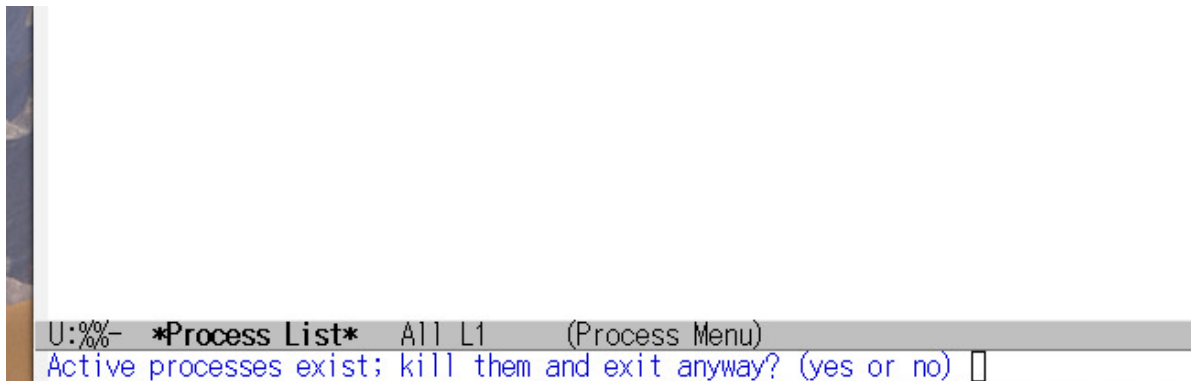 U:%%-  *Process List*   All L1     (Process Menu)
Active processes exist; kill them and exit anyway? (yes or no)